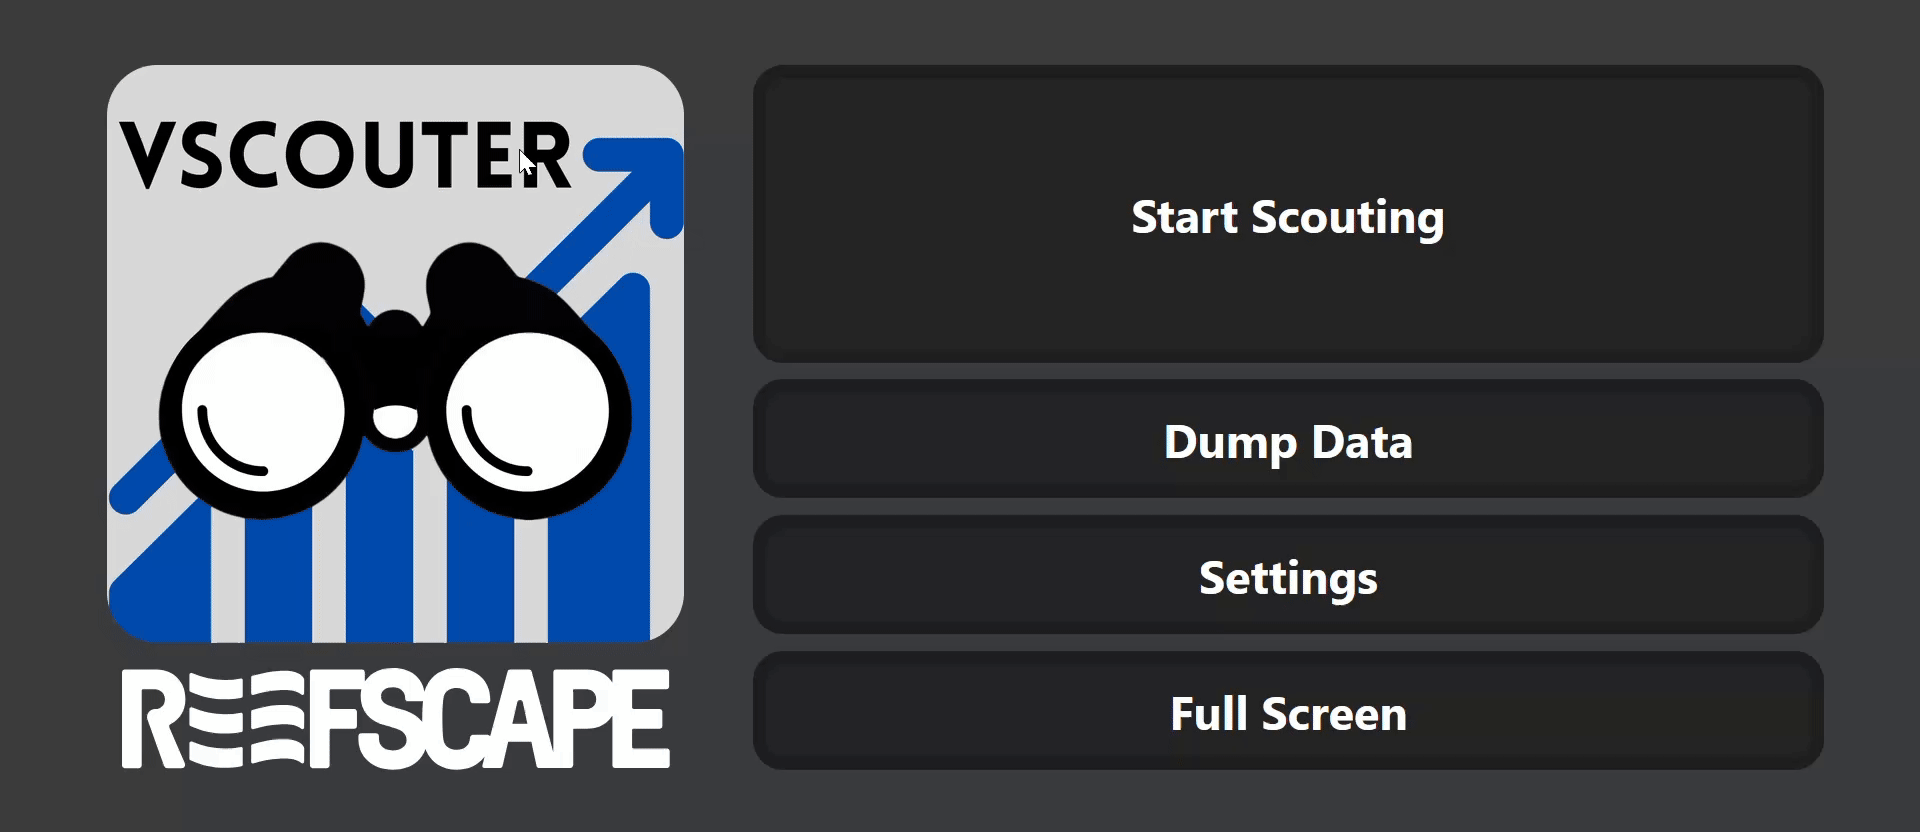 VSCOUTER
REEFSCAPE
Start Scouting
Dump Data
Settings
Full Screen